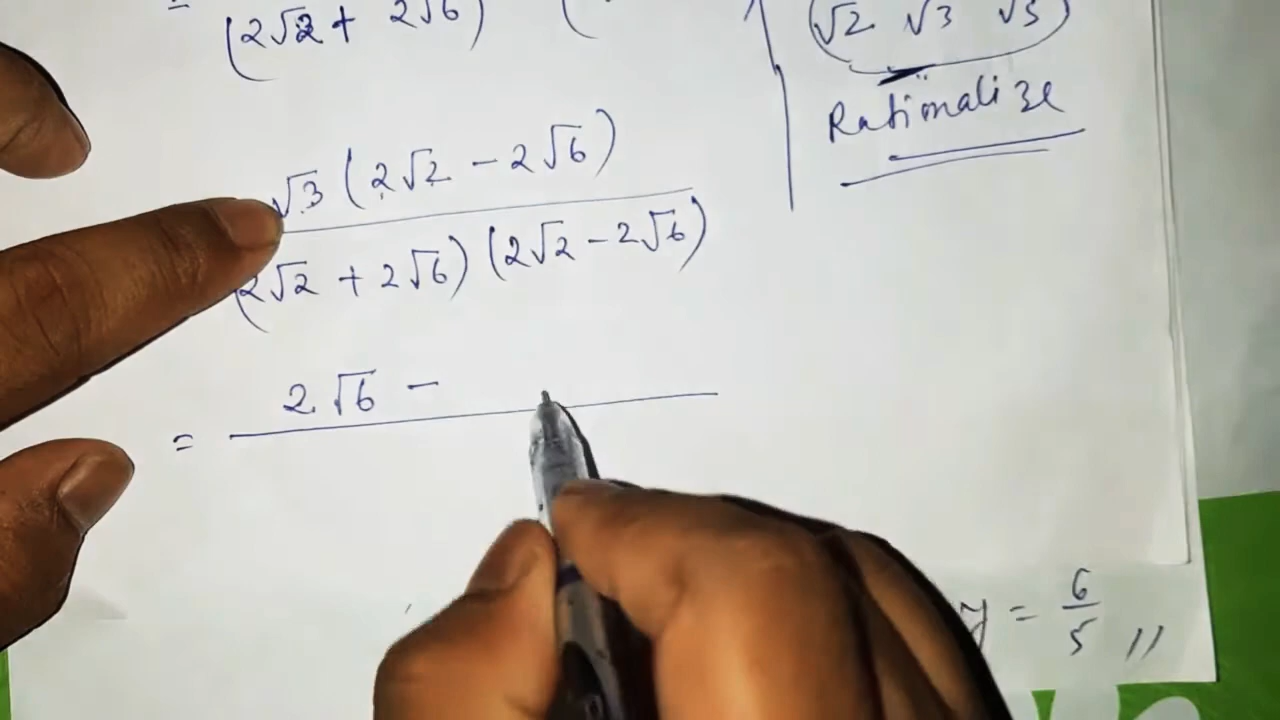 (2√2 + 2√6) (
(√2 √3 √5)
Rationalize
√3 (2√2 - 2√6)
(2√2 + 2√6) (2√2 - 2√6)
= 2√6 -
y = 6/5 //